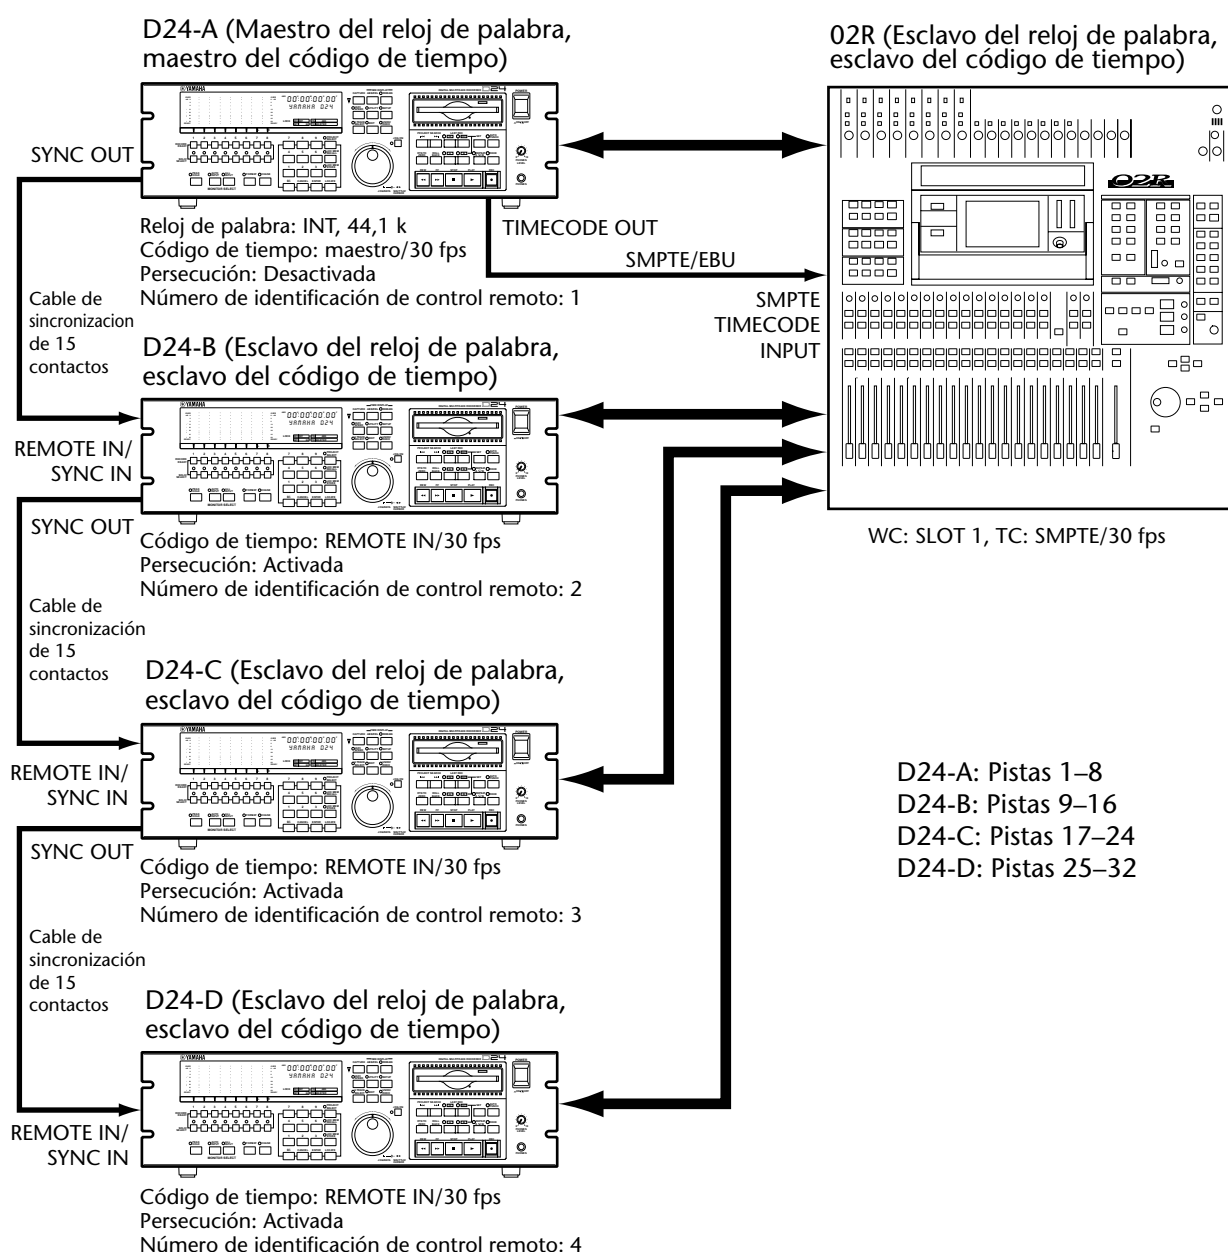 D24-A (Maestro del reloj de palabra,
maestro del código de tiempo)
02R (Esclavo del reloj de palabra,
esclavo del código de tiempo)
YAMAHA
SYNC OUT
02R
Reloj de palabra: INT, 44,1 k
Código de tiempo: maestro/30 fps
Persecución: Desactivada
Número de identificación de control remoto: 1
TIMECODE OUT
SMPTE/EBU
SMPTE
TIMECODE
INPUT
Cable de
sincronizacion
de 15
contactos
D24-B (Esclavo del reloj de palabra,
esclavo del código de tiempo)
YAMAHA
REMOTE IN/
SYNC IN
SYNC OUT
Código de tiempo: REMOTE IN/30 fps
Persecución: Activada
Número de identificación de control remoto: 2
WC: SLOT 1, TC: SMPTE/30 fps
Cable de
sincronización
de 15
contactos
D24-C (Esclavo del reloj de palabra,
esclavo del código de tiempo)
YAMAHA
REMOTE IN/
SYNC IN
D24-A: Pistas 1–8
D24-B: Pistas 9–16
D24-C: Pistas 17–24
D24-D: Pistas 25–32
SYNC OUT
Código de tiempo: REMOTE IN/30 fps
Persecución: Activada
Número de identificación de control remoto: 3
Cable de
sincronización
de 15
contactos
D24-D (Esclavo del reloj de palabra,
esclavo del código de tiempo)
YAMAHA
REMOTE IN/
SYNC IN
Código de tiempo: REMOTE IN/30 fps
Persecución: Activada
Número de identificación de control remoto: 4